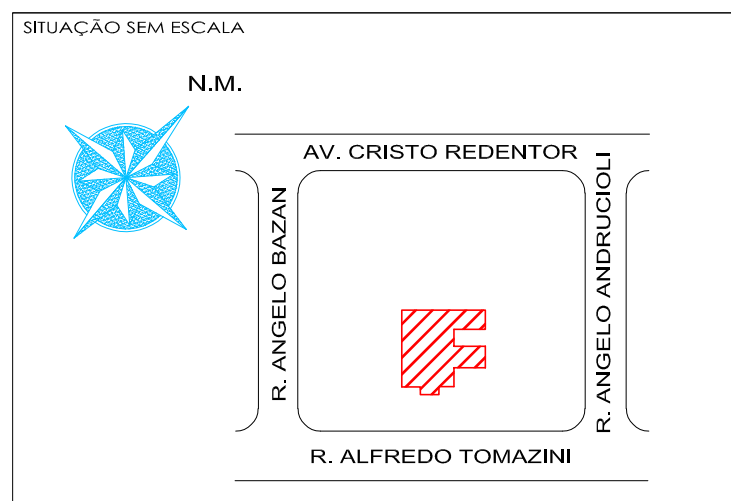 SITUAÇÃO SEM ESCALA
N.M.
AV. CRISTO REDENTOR
R. ANGELO BAZAN
R. ANGELO ANDRUCIOLI
R. ALFREDO TOMAZINI